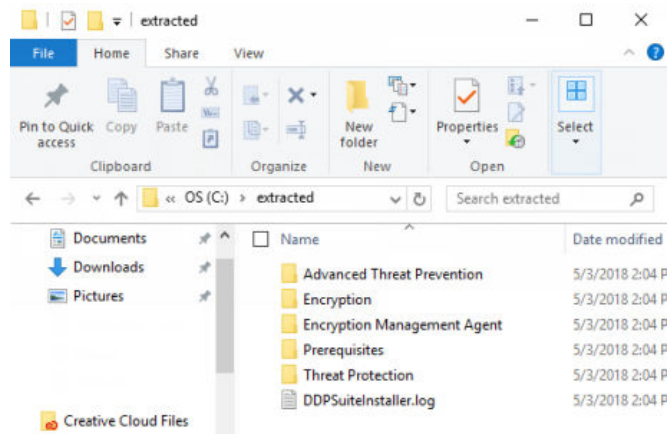 extracted
File Home Share View
Pin to Quick access
Copy
Paste
New folder
Properties
Select
Clipboard Organize New Open
« OS (C:) › extracted
Search extracted
Documents
Downloads
Pictures
Creative Cloud Files
Name Date modified
Advanced Threat Prevention 5/3/2018 2:04 P
Encryption 5/3/2018 2:04 P
Encryption Management Agent 5/3/2018 2:04 P
Prerequisites 5/3/2018 2:04 P
Threat Protection 5/3/2018 2:04 P
DDPSuiteInstaller.log 5/3/2018 2:04 P